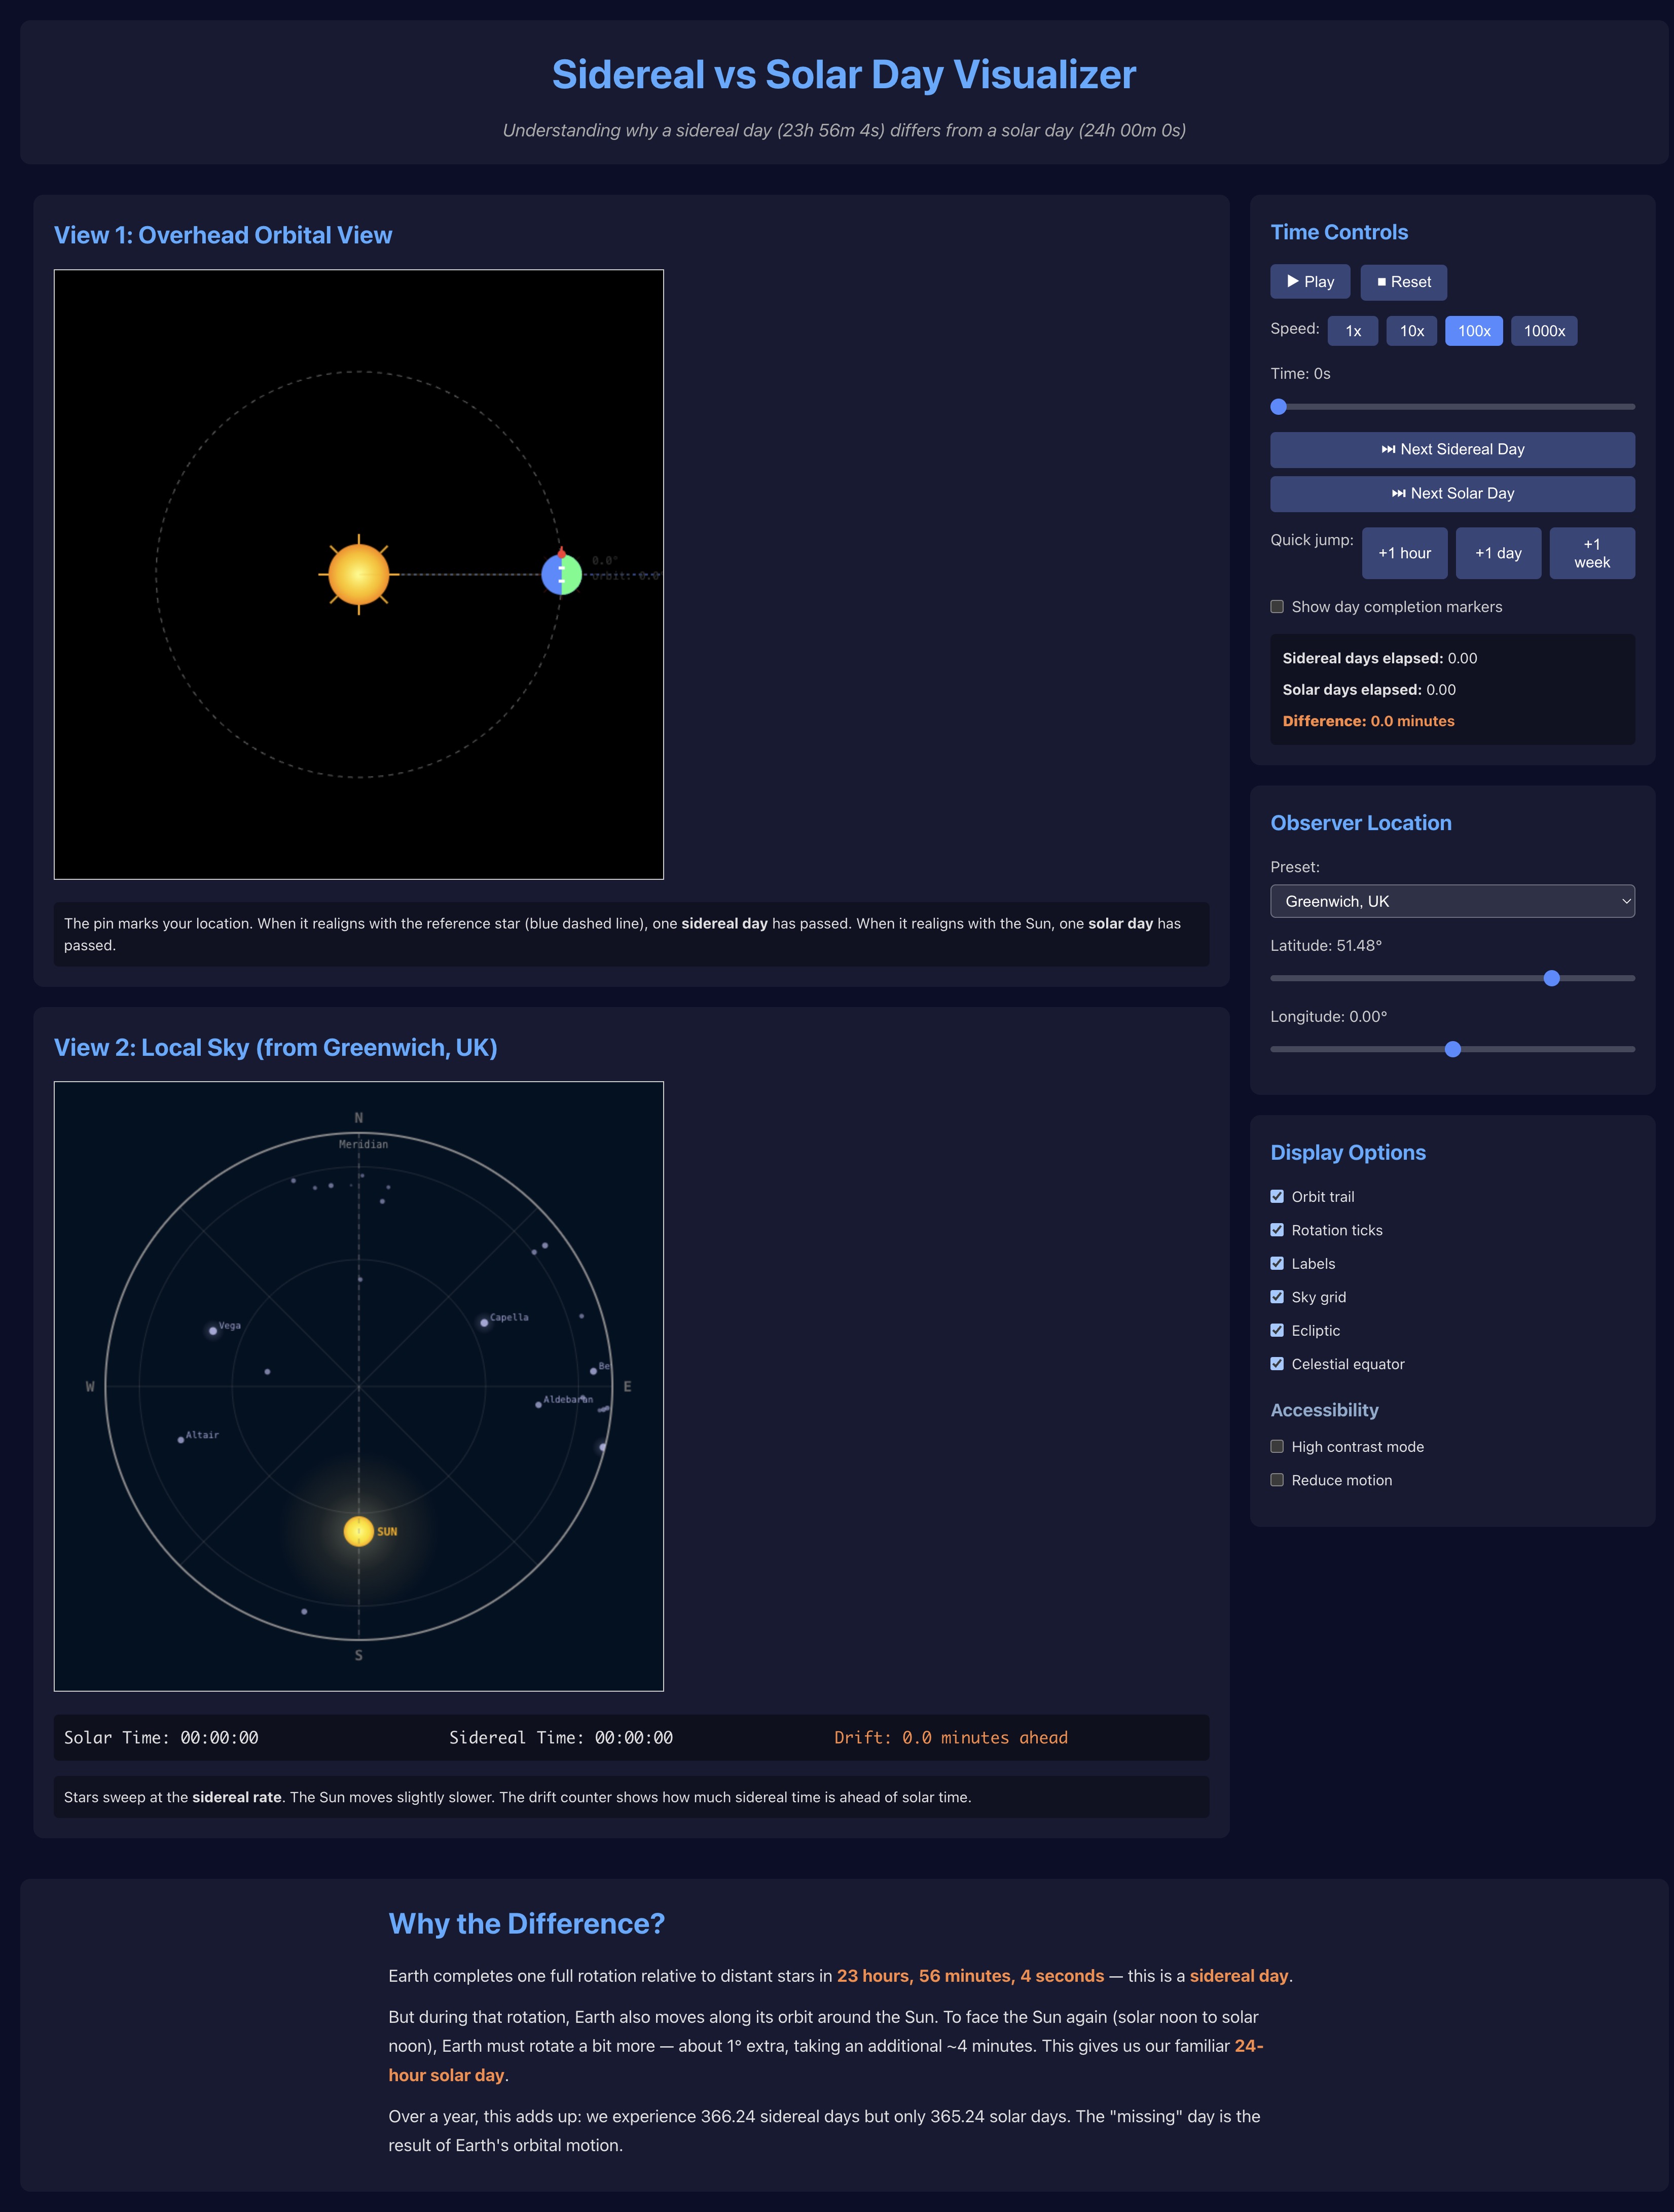 Sidereal vs Solar Day Visualizer
Understanding why a sidereal day (23h 56m 4s) differs from a solar day (24h 00m 0s)
View 1: Overhead Orbital View
0.0°
Orbit: 0.0°
The pin marks your location. When it realigns with the reference star (blue dashed line), one sidereal day has passed. When it realigns with the Sun, one solar day has
passed.
View 2: Local Sky (from Greenwich, UK)
N
Meridian
Vega
Capella
Be
W
E
Aldebaran
Altair
SUN
S
Solar Time: 00:00:00
Sidereal Time: 00:00:00
Drift: 0.0 minutes ahead
Stars sweep at the sidereal rate. The Sun moves slightly slower. The drift counter shows how much sidereal time is ahead of solar time.
Time Controls
▶ Play
■ Reset
Speed:
1x
10x
100x
1000x
Time: 0s
⏭ Next Sidereal Day
⏭ Next Solar Day
Quick jump:
+1 hour
+1 day
+1
week
Show day completion markers
Sidereal days elapsed: 0.00
Solar days elapsed: 0.00
Difference: 0.0 minutes
Observer Location
Preset:
Greenwich, UK
Latitude: 51.48°
Longitude: 0.00°
Display Options
Orbit trail
Rotation ticks
Labels
Sky grid
Ecliptic
Celestial equator
Accessibility
High contrast mode
Reduce motion
Why the Difference?
Earth completes one full rotation relative to distant stars in 23 hours, 56 minutes, 4 seconds — this is a sidereal day.
But during that rotation, Earth also moves along its orbit around the Sun. To face the Sun again (solar noon to solar
noon), Earth must rotate a bit more — about 1° extra, taking an additional ~4 minutes. This gives us our familiar 24-
hour solar day.
Over a year, this adds up: we experience 366.24 sidereal days but only 365.24 solar days. The "missing" day is the
result of Earth's orbital motion.